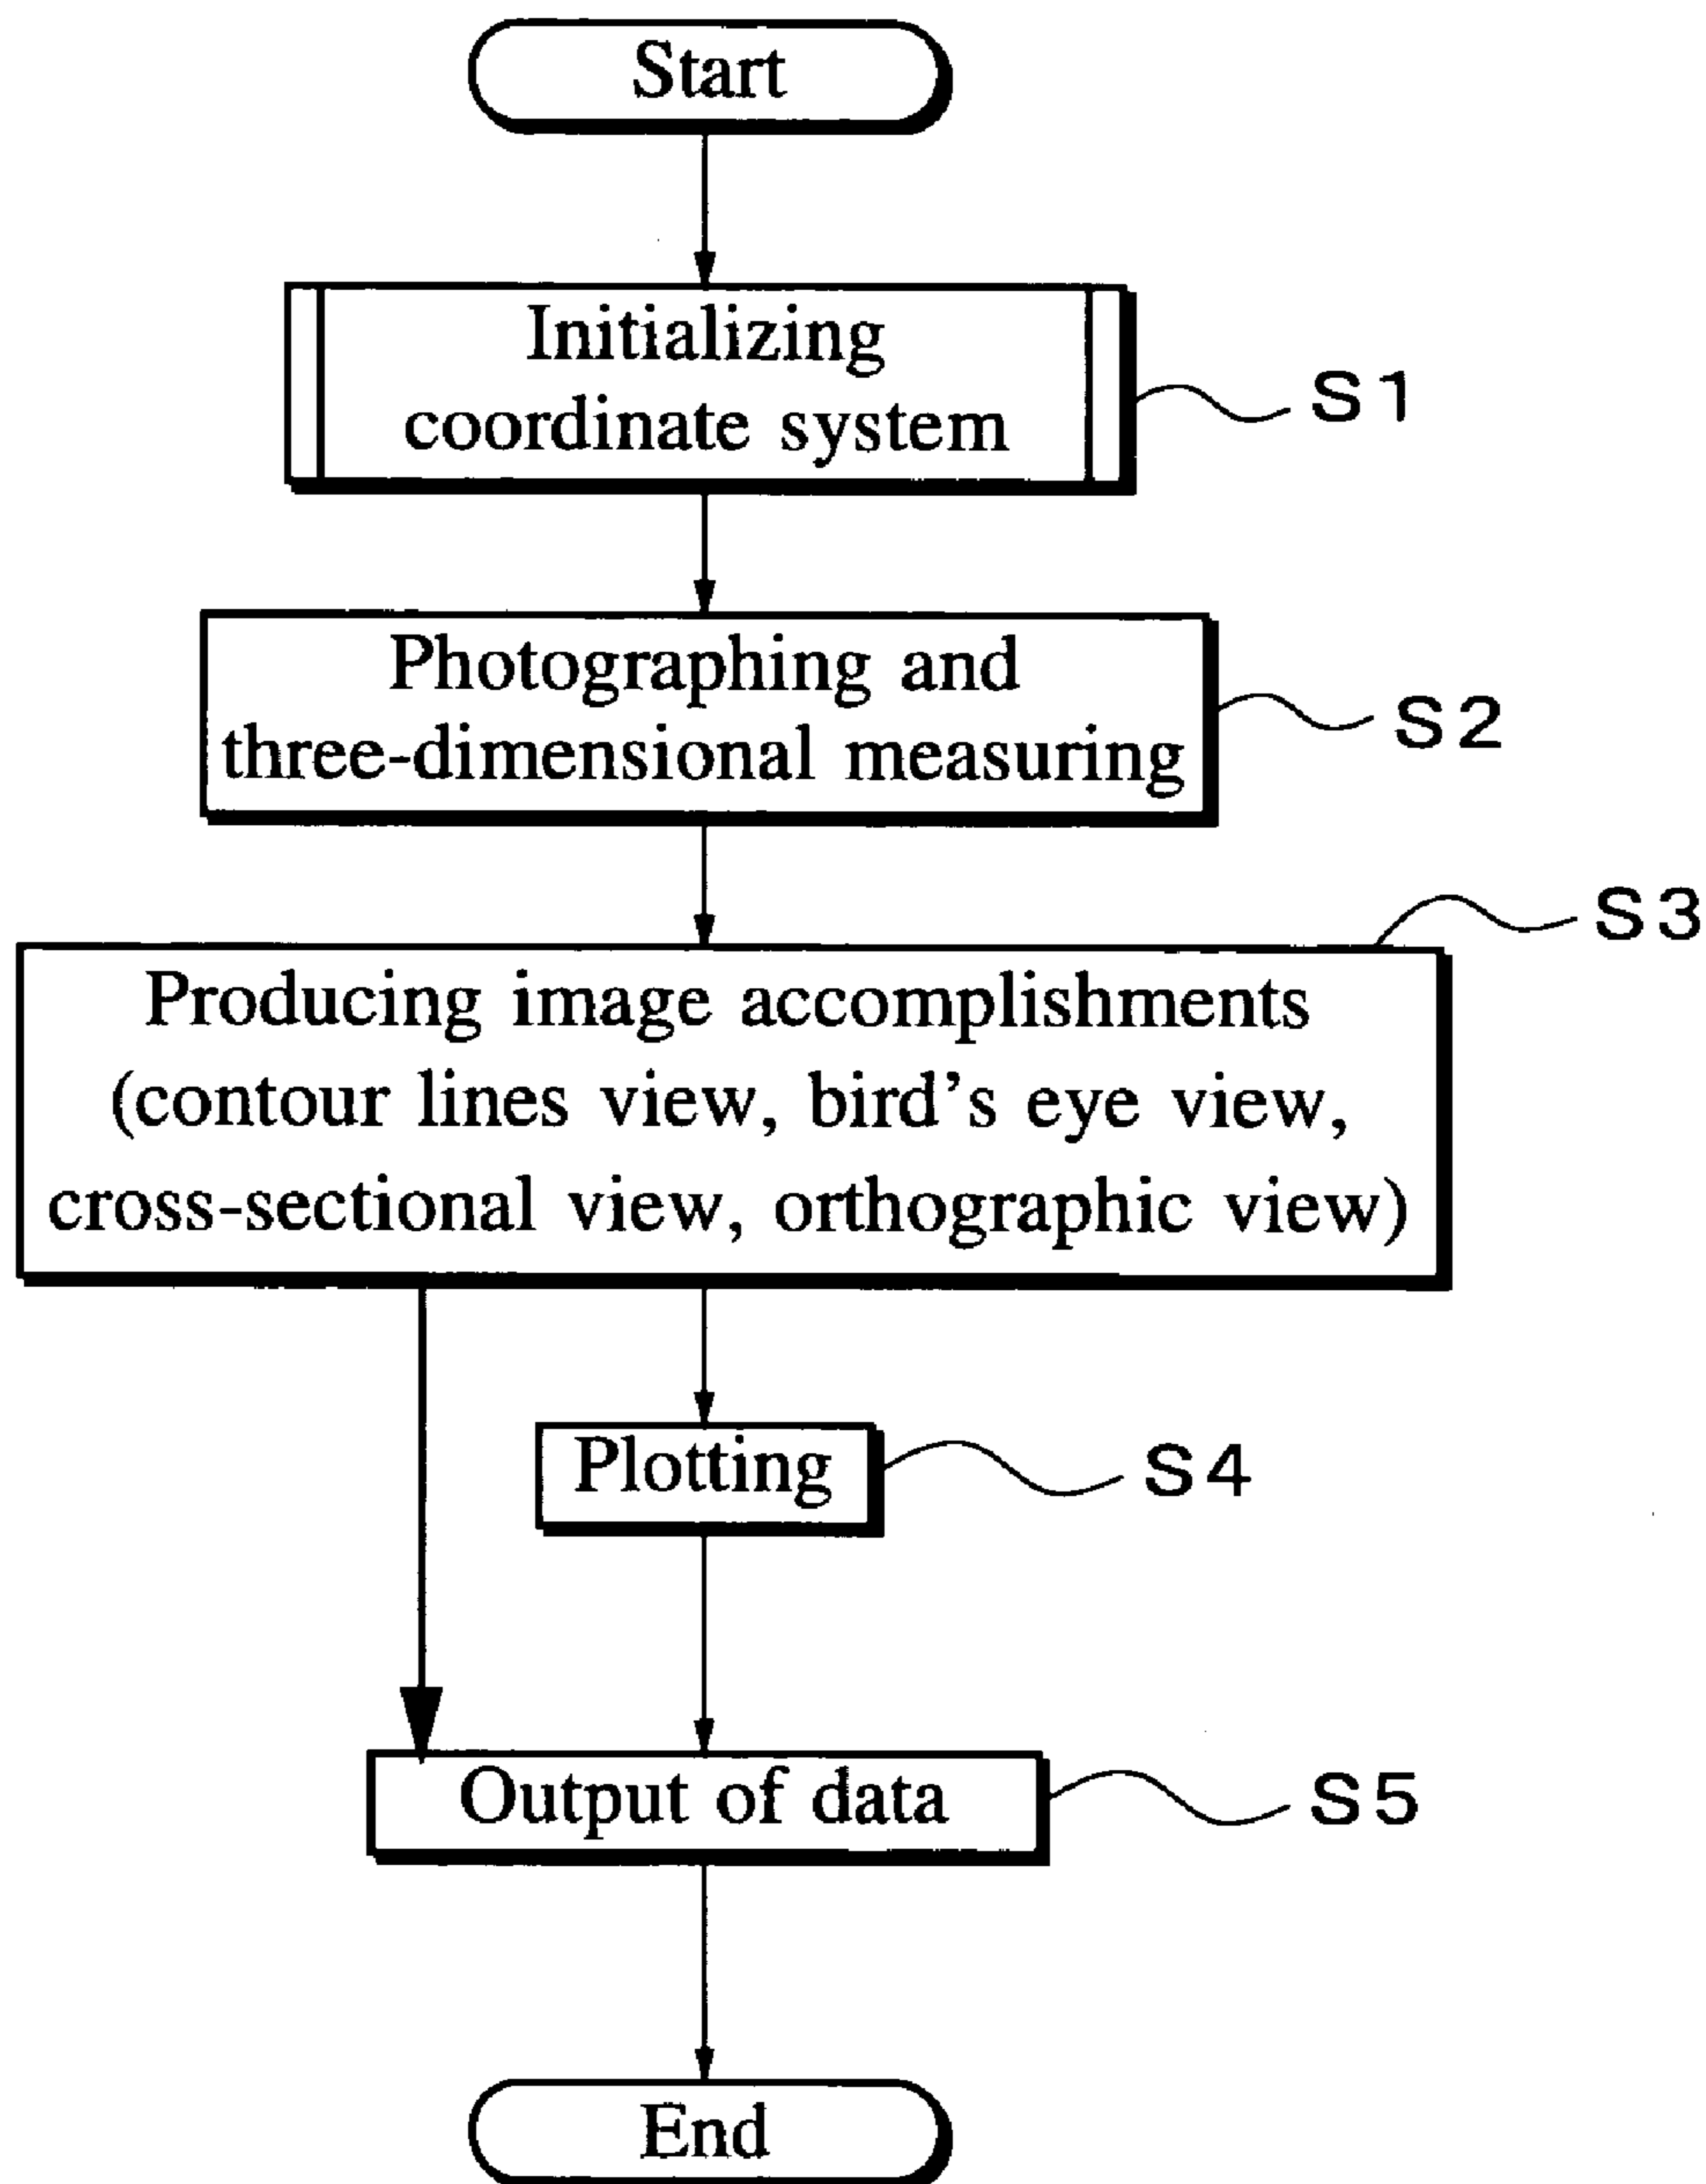 Start
Initializing
coordinate system
S1
Photographing and
three-dimensional measuring
S2
S3
Producing image accomplishments
(contour lines view, bird's eye view,
cross-sectional view, orthographic view)
Plotting
S4
Output of data
S5
End